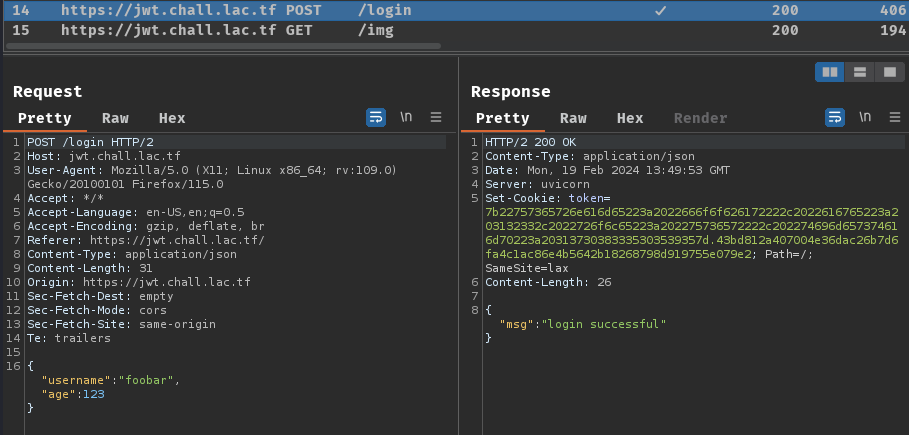 14 https://jwt.chall.lac.tf POST /login ✓ 200 406
15 https://jwt.chall.lac.tf GET /img 200 194
Request
Pretty Raw Hex \n
1 POST /login HTTP/2
2 Host: jwt.chall.lac.tf
3 User-Agent: Mozilla/5.0 (X11; Linux x86_64; rv:109.0)
Gecko/20100101 Firefox/115.0
4 Accept: */*
5 Accept-Language: en-US,en;q=0.5
6 Accept-Encoding: gzip, deflate, br
7 Referer: https://jwt.chall.lac.tf/
8 Content-Type: application/json
9 Content-Length: 31
10 Origin: https://jwt.chall.lac.tf
11 Sec-Fetch-Dest: empty
12 Sec-Fetch-Mode: cors
13 Sec-Fetch-Site: same-origin
14 Te: trailers
15
16 {
"username":"foobar",
"age":123
}
Response
Pretty Raw Hex Render \n
1 HTTP/2 200 OK
2 Content-Type: application/json
3 Date: Mon, 19 Feb 2024 13:49:53 GMT
4 Server: uvicorn
5 Set-Cookie: token=
7b22757365726e616d65223a2022666f6f626172222c2022616765223a2
03132332c2022726f6c65223a202275736572222c202274696d65737461
6d70223a20313730383335303539357d.43bd812a407004e36dac26b7d6
fa4c1ac86e4b5642b18268798d919755e079e2; Path=/;
SameSite=lax
6 Content-Length: 26
7
8 {
"msg":"login successful"
}